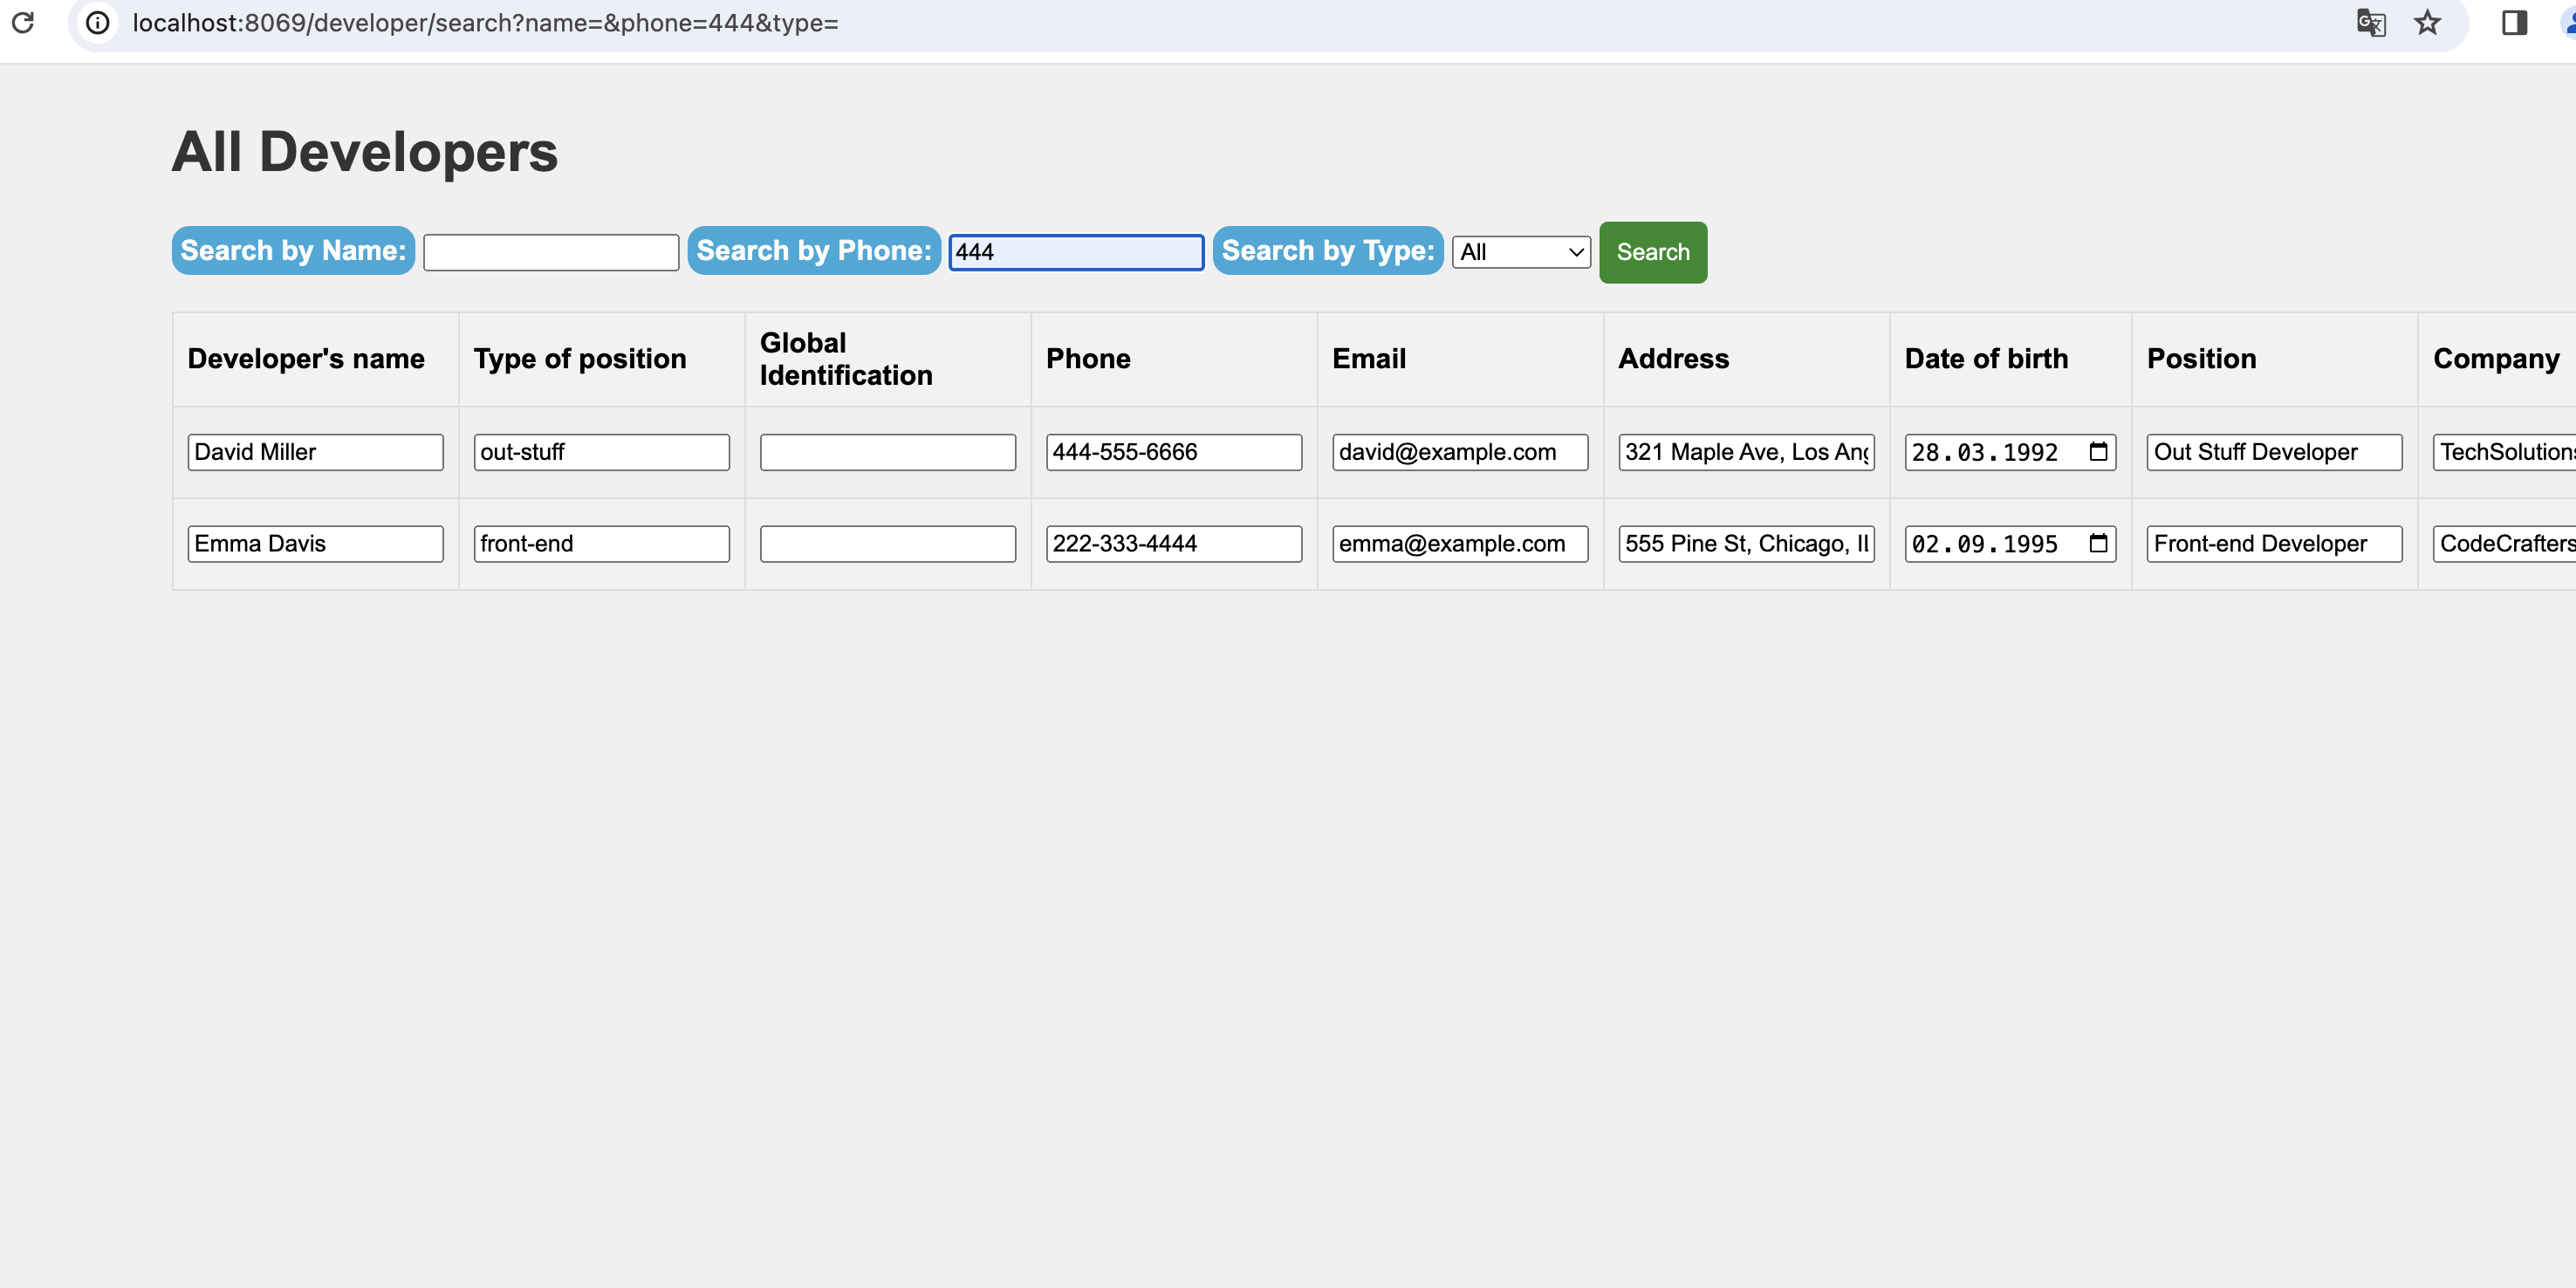 localhost:8069/developer/search?name=&phone=444&type=
All Developers
Search by Name: Search by Phone: 444 Search by Type: All Search
Developer's name Type of position Global Identification Phone Email Address Date of birth Position Company
David Miller out-stuff 444-555-6666 david@example.com 321 Maple Ave, Los Ang 28.03.1992 Out Stuff Developer TechSolutions
Emma Davis front-end 222-333-4444 emma@example.com 555 Pine St, Chicago, IL 02.09.1995 Front-end Developer CodeCrafters